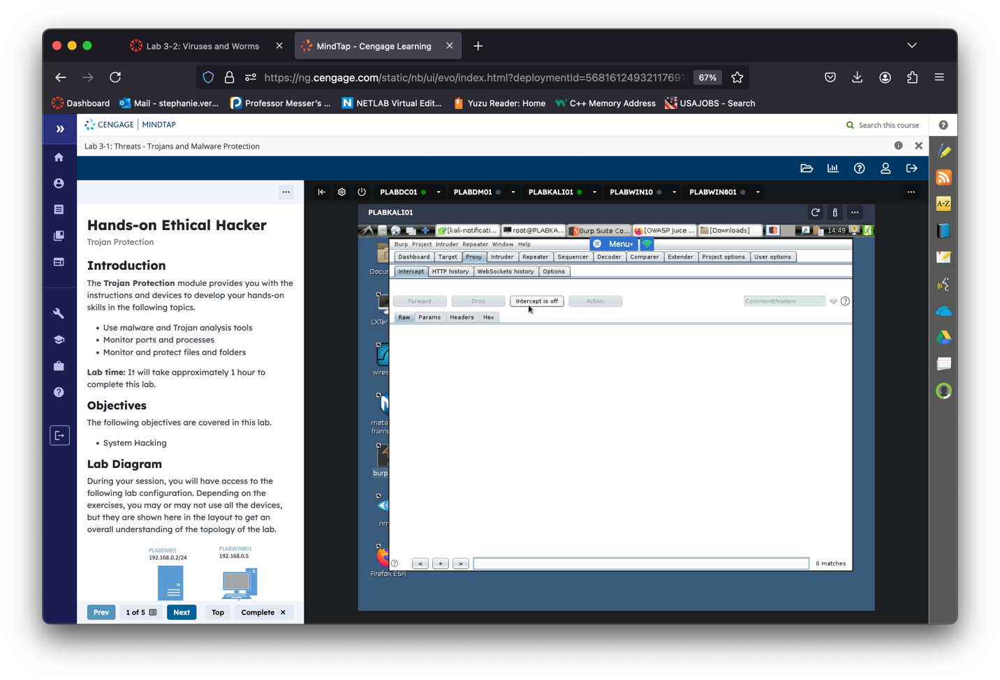 Lab 3-2: Viruses and Worms
MindTap - Cengage Learning
https://ng.cengage.com/static/nb/ui/evo/index.html?deploymentId=568161249321176918
67%
Dashboard
Mail - stephanie.ver...
Professor Messer's ...
NETLAB Virtual Edit...
Yuzu Reader: Home
C++ Memory Address
USAJOBS - Search
CENGAGE | MINDTAP
Search this course
Lab 3-1: Threats - Trojans and Malware Protection
PLABDC01
PLABDM01
PLABKALI01
PLABWIN10
PLABWIN801
Hands-on Ethical Hacker
Trojan Protection
Introduction
The Trojan Protection module provides you with the
instructions and devices to develop your hands-on
skills in the following topics.
• Use malware and Trojan analysis tools
• Monitor ports and processes
• Monitor and protect files and folders
Lab time: It will take approximately 1 hour to
complete this lab.
Objectives
The following objectives are covered in this lab.
• System Hacking
Lab Diagram
During your session, you will have access to the
following lab configuration. Depending on the
exercises, you may or may not use all the devices,
but they are shown here in the layout to get an
overall understanding of the topology of the lab.
PLABDM01
192.168.0.2/24
PLABWIN801
192.168.0.5
Prev
1 of 5
Next
Top
Complete
PLABKALI01
[kali-notificati...
root@PLABKA...
Burp Suite Co...
[OWASP Juice ...
[Downloads]
14:49
Burp Project Intruder Repeater Window Help
Menu
Dashboard Target Proxy Intruder Repeater Sequencer Decoder Comparer Extender Project options User options
Intercept HTTP history WebSockets history Options
Forward Drop Intercept is off Action
Comment this item
Raw Params Headers Hex
Docur
LXTer
wires
meta
fram
burp
nm
Firefox ESR
< + >
0 matches
A-Z